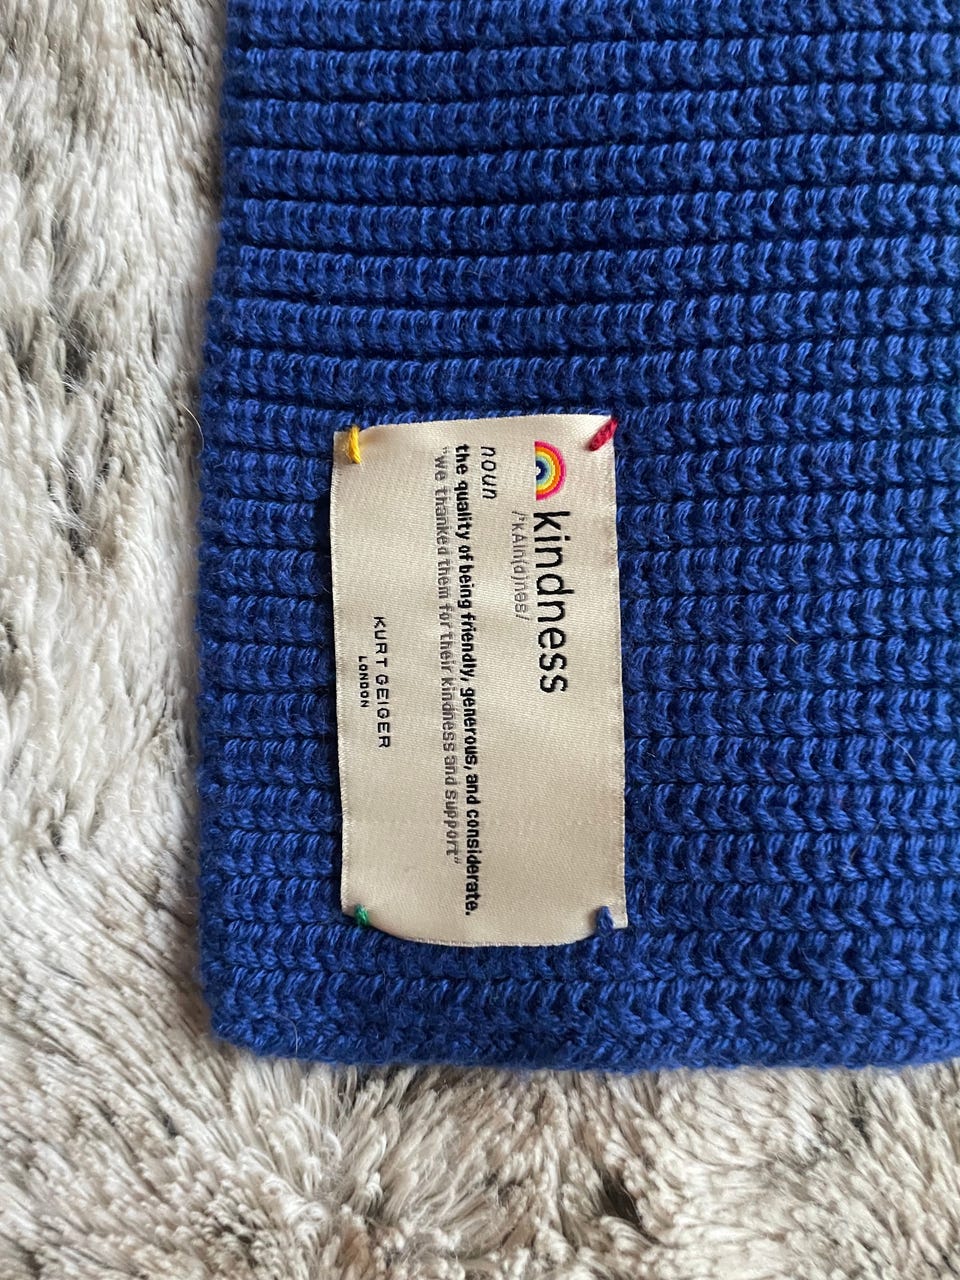 kindness
/'kAIn(d)nəs/
noun
the quality of being friendly, generous, and considerate.
"we thanked them for their kindness and support"
KURT GEIGER
LONDON